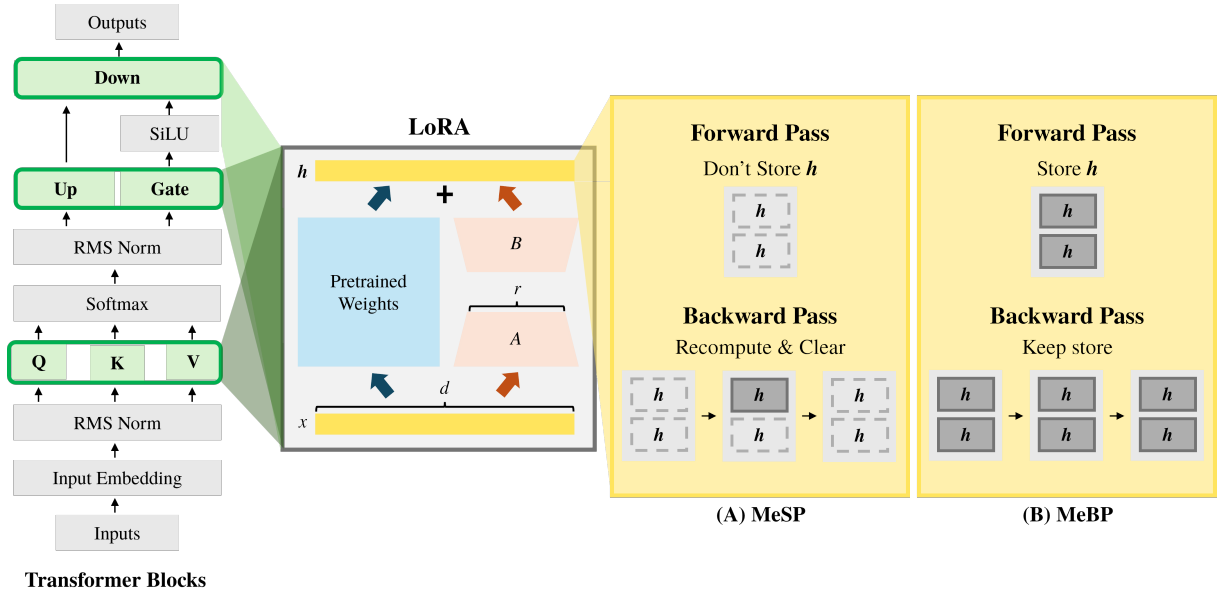 Outputs
Down
SiLU
Up
Gate
RMS Norm
Softmax
Q
K
V
RMS Norm
Input Embedding
Inputs
Transformer Blocks
LoRA
h
+
Pretrained
Weights
B
r
A
d
x
Forward Pass
Don't Store h
h
h
Backward Pass
Recompute & Clear
h h h
h h h
(A) MeSP
Forward Pass
Store h
h
h
Backward Pass
Keep store
h h h
h h h
(B) MeBP